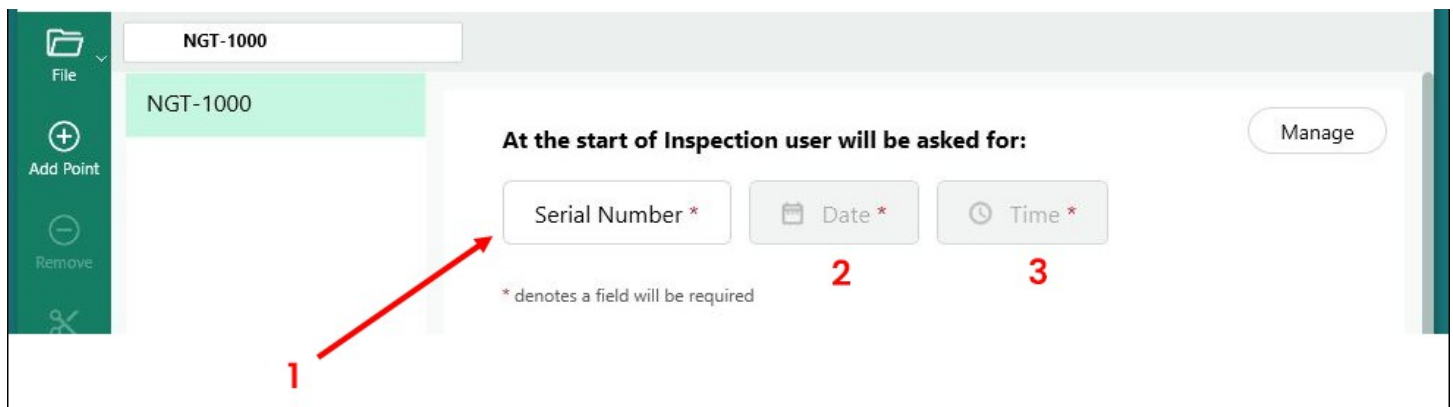 File
NGT-1000
NGT-1000
Add Point
Remove
At the start of Inspection user will be asked for:
Manage
Serial Number *
Date *
Time *
2
3
* denotes a field will be required
1